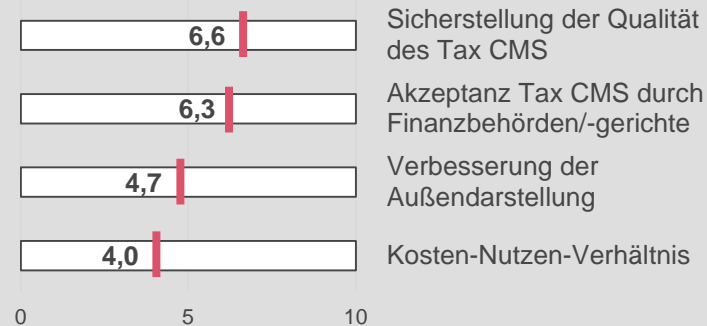 6,6
Sicherstellung der Qualität
des Tax CMS
6,3
Akzeptanz Tax CMS durch
Finanzbehörden/-gerichte
4,7
Verbesserung der
Außendarstellung
4,0
Kosten-Nutzen-Verhältnis
0 5 10